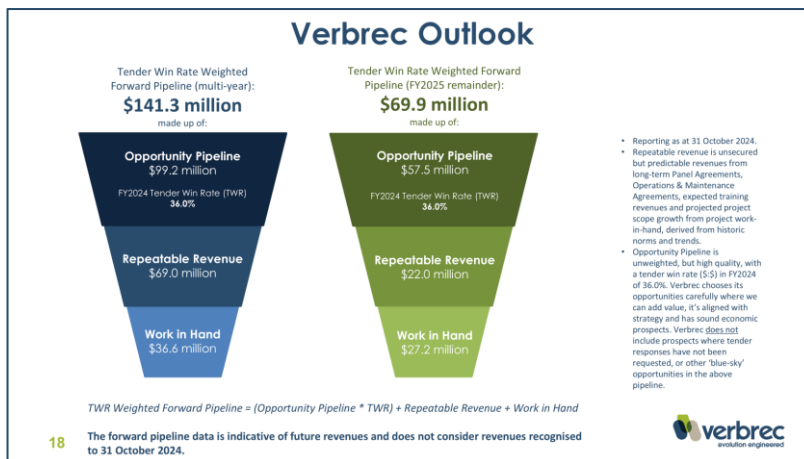 Verbrec Outlook
Tender Win Rate Weighted
Forward Pipeline (multi-year):
$141.3 million
made up of:
Opportunity Pipeline
$99.2 million
FY2024 Tender Win Rate (TWR)
36.0%
Repeatable Revenue
$69.0 million
Work in Hand
$36.6 million
Tender Win Rate Weighted Forward
Pipeline (FY2025 remainder):
$69.9 million
made up of:
Opportunity Pipeline
$57.5 million
FY2024 Tender Win Rate (TWR)
36.0%
Repeatable Revenue
$22.0 million
Work in Hand
$27.2 million
• Reporting as at 31 October 2024.
• Repeatable revenue is unsecured
but predictable revenues from
long-term Panel Agreements,
Operations & Maintenance
Agreements, expected training
revenues and projected project
scope growth from project work-
in-hand, derived from historic
norms and trends.
• Opportunity Pipeline is
unweighted, but high quality, with
a tender win rate ($:$) in FY2024
of 36.0%. Verbrec chooses its
opportunities carefully where we
can add value, it's aligned with
strategy and has sound economic
prospects. Verbrec does not
include prospects where tender
responses have not been
requested, or other 'blue-sky'
opportunities in the above
pipeline.
TWR Weighted Forward Pipeline = (Opportunity Pipeline * TWR) + Repeatable Revenue + Work in Hand
18
The forward pipeline data is indicative of future revenues and does not consider revenues recognised
to 31 October 2024.
verbrec
evolution engineered